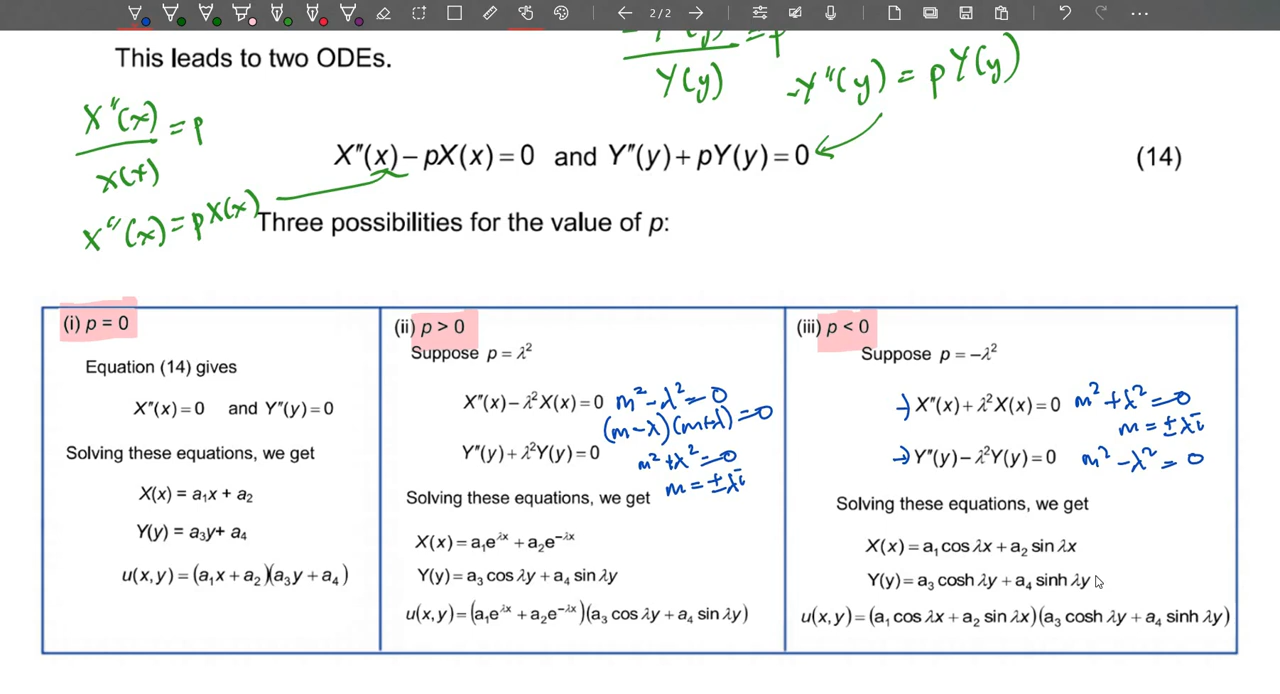 2/2
This leads to two ODEs.
Y(y)
-Y"(y) = pY(y)
X"(x) = p
X(x)
X"(x) = pX(x)
X″(x) − pX(x) = 0 and Y″(y) + pY(y) = 0 (14)
Three possibilities for the value of p:
(i) p = 0
Equation (14) gives
X″(x) = 0 and Y″(y) = 0
Solving these equations, we get
X(x) = a₁x + a₂
Y(y) = a₃y+ a₄
u(x,y) = (a₁x + a₂)(a₃y + a₄)
(ii) p > 0
Suppose p = λ²
X″(x) − λ²X(x) = 0 m² − λ² = 0
(m − λ)(m + λ) = 0
Y″(y) + λ²Y(y) = 0 m² + λ² = 0
m = ±λi
Solving these equations, we get
X(x) = a₁e^λx + a₂e^−λx
Y(y) = a₃ cos λy + a₄ sin λy
u(x,y) = (a₁e^λx + a₂e^−λx)(a₃ cos λy + a₄ sin λy)
(iii) p < 0
Suppose p = −λ²
→ X″(x) + λ²X(x) = 0 m² + λ² = 0
m = ±λi
→ Y″(y) − λ²Y(y) = 0 m² − λ² = 0
Solving these equations, we get
X(x) = a₁ cos λx + a₂ sin λx
Y(y) = a₃ cosh λy + a₄ sinh λy
u(x,y) = (a₁ cos λx + a₂ sin λx)(a₃ cosh λy + a₄ sinh λy)